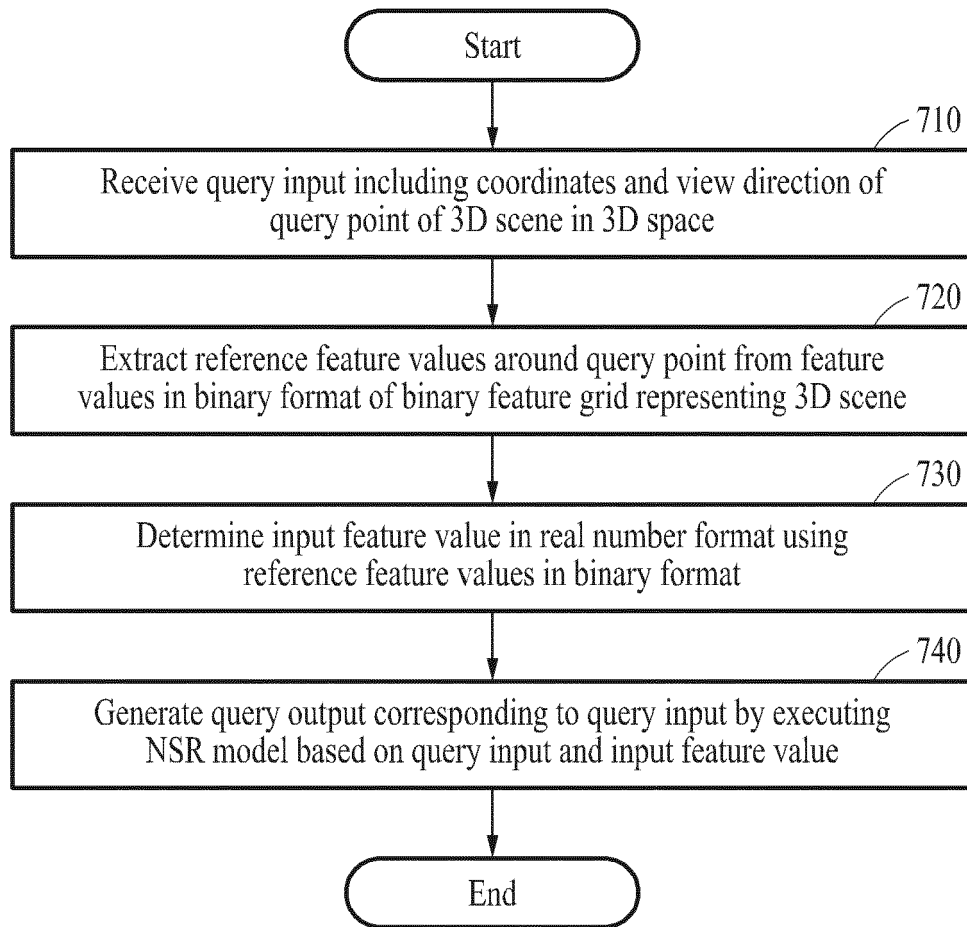 Start
710
Receive query input including coordinates and view direction of
query point of 3D scene in 3D space
720
Extract reference feature values around query point from feature
values in binary format of binary feature grid representing 3D scene
730
Determine input feature value in real number format using
reference feature values in binary format
740
Generate query output corresponding to query input by executing
NSR model based on query input and input feature value
End